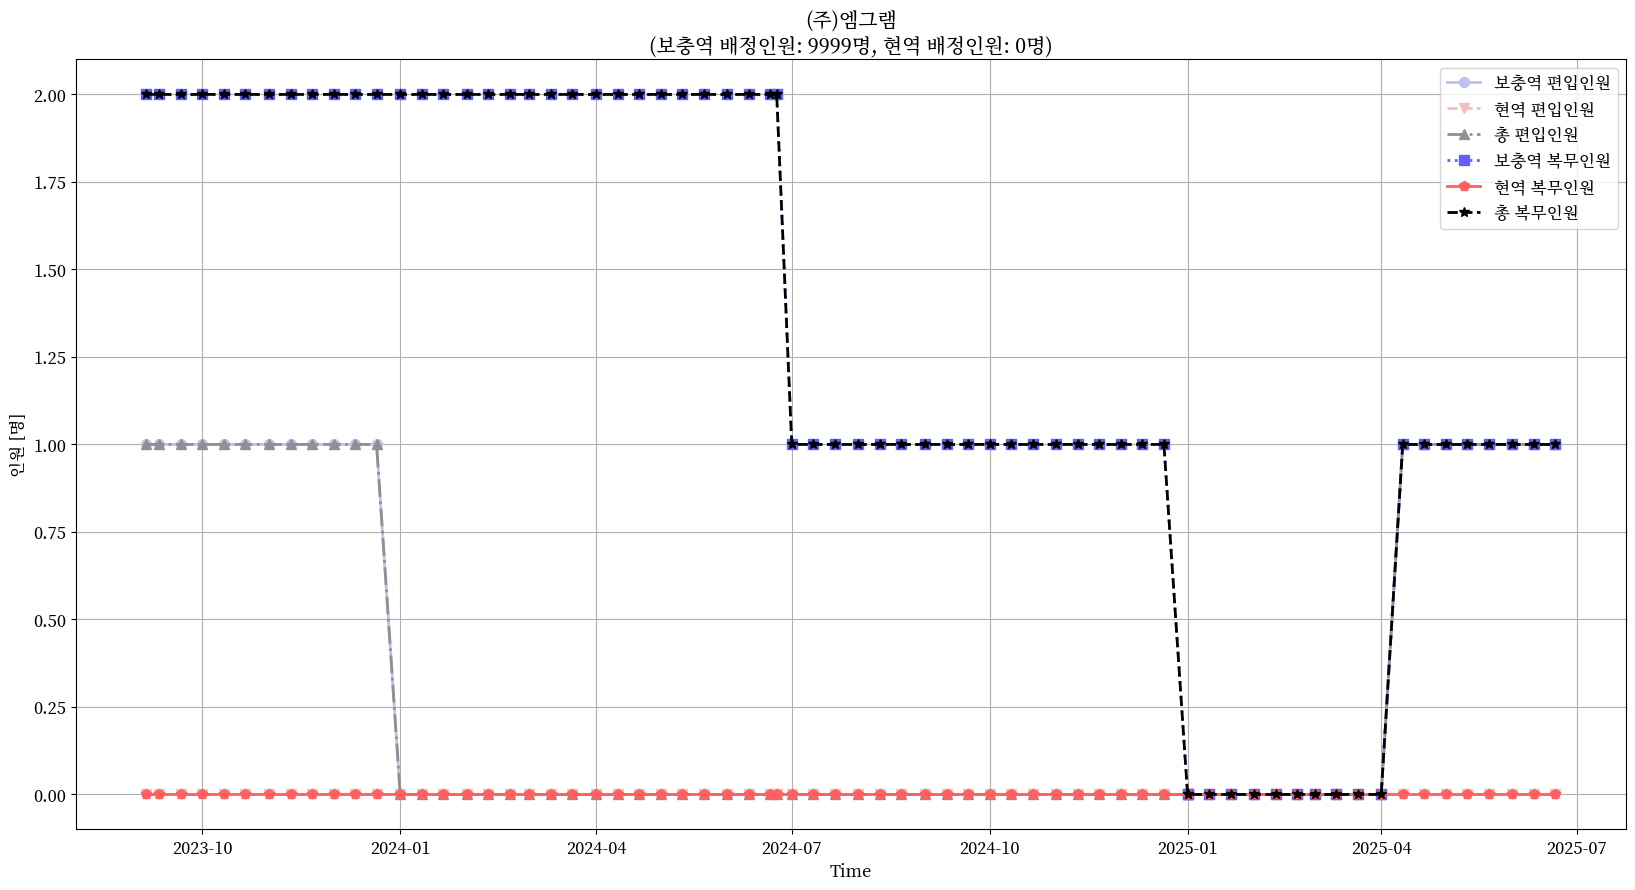 (주)엠그램
(보충역 배정인원: 9999명, 현역 배정인원: 0명)
보충역 편입인원
현역 편입인원
총 편입인원
보충역 복무인원
현역 복무인원
총 복무인원
인원 [명]
2.00
1.75
1.50
1.25
1.00
0.75
0.50
0.25
0.00
2023-10
2024-01
2024-04
2024-07
2024-10
2025-01
2025-04
2025-07
Time